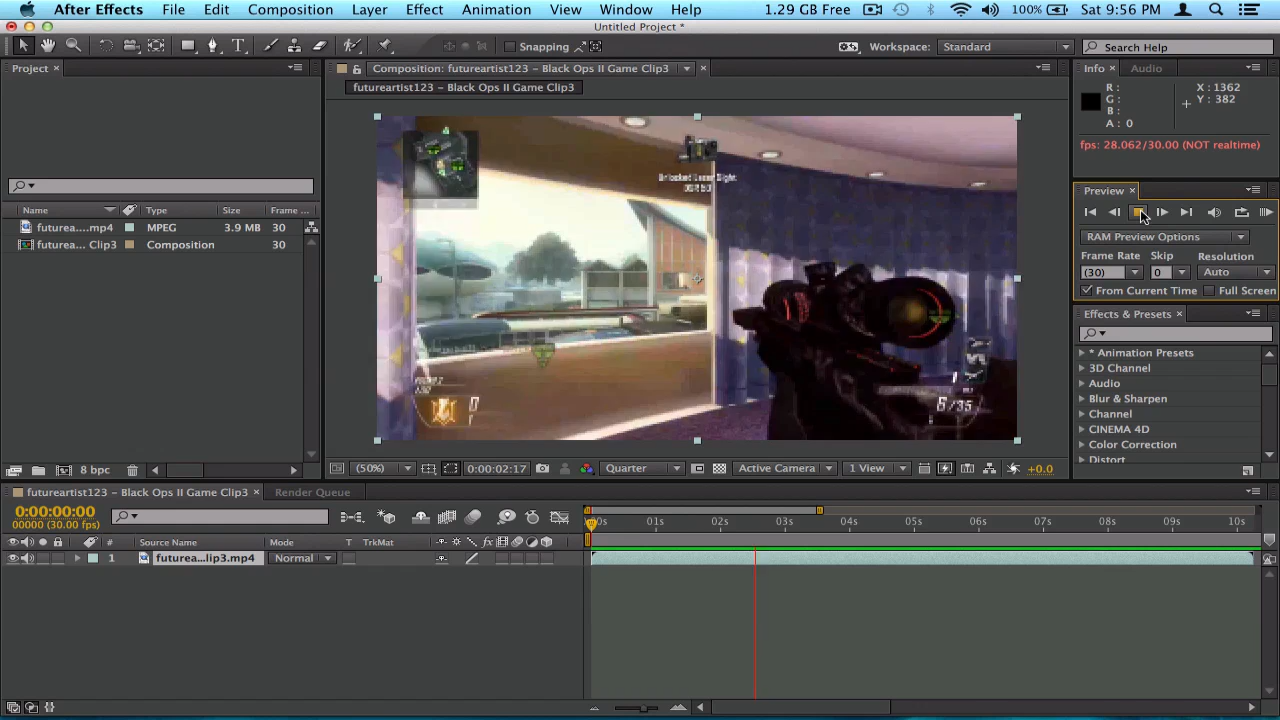 After Effects File Edit Composition Layer Effect Animation View Window Help 1.29 GB Free 100% Sat 9:56 PM
Untitled Project *
Snapping Workspace: Standard Search Help
Project
Composition: futureartist123 – Black Ops II Game Clip3
futureartist123 – Black Ops II Game Clip3
Info Audio
R: X: 1362
G: Y: 382
B:
A: 0
fps: 28.062/30.00 (NOT realtime)
Preview
RAM Preview Options
Frame Rate Skip Resolution
(30) 0 Auto
From Current Time Full Screen
Effects & Presets
* Animation Presets
3D Channel
Audio
Blur & Sharpen
Channel
CINEMA 4D
Color Correction
Distort
Name Type Size Frame ...
futurea....mpg4 MPEG 3.9 MB 30
futurea... Clip3 Composition 30
Unlocked Laser Sight
6/35
8 bpc
(50%) 0:00:02:17 Quarter Active Camera 1 View +0.0
futureartist123 – Black Ops II Game Clip3 Render Queue
0:00:00:00
00000 (30.00 fps)
00s 01s 02s 03s 04s 05s 06s 07s 08s 09s 10s
# Source Name Mode T TrkMat
1 futurea...lip3.mp4 Normal